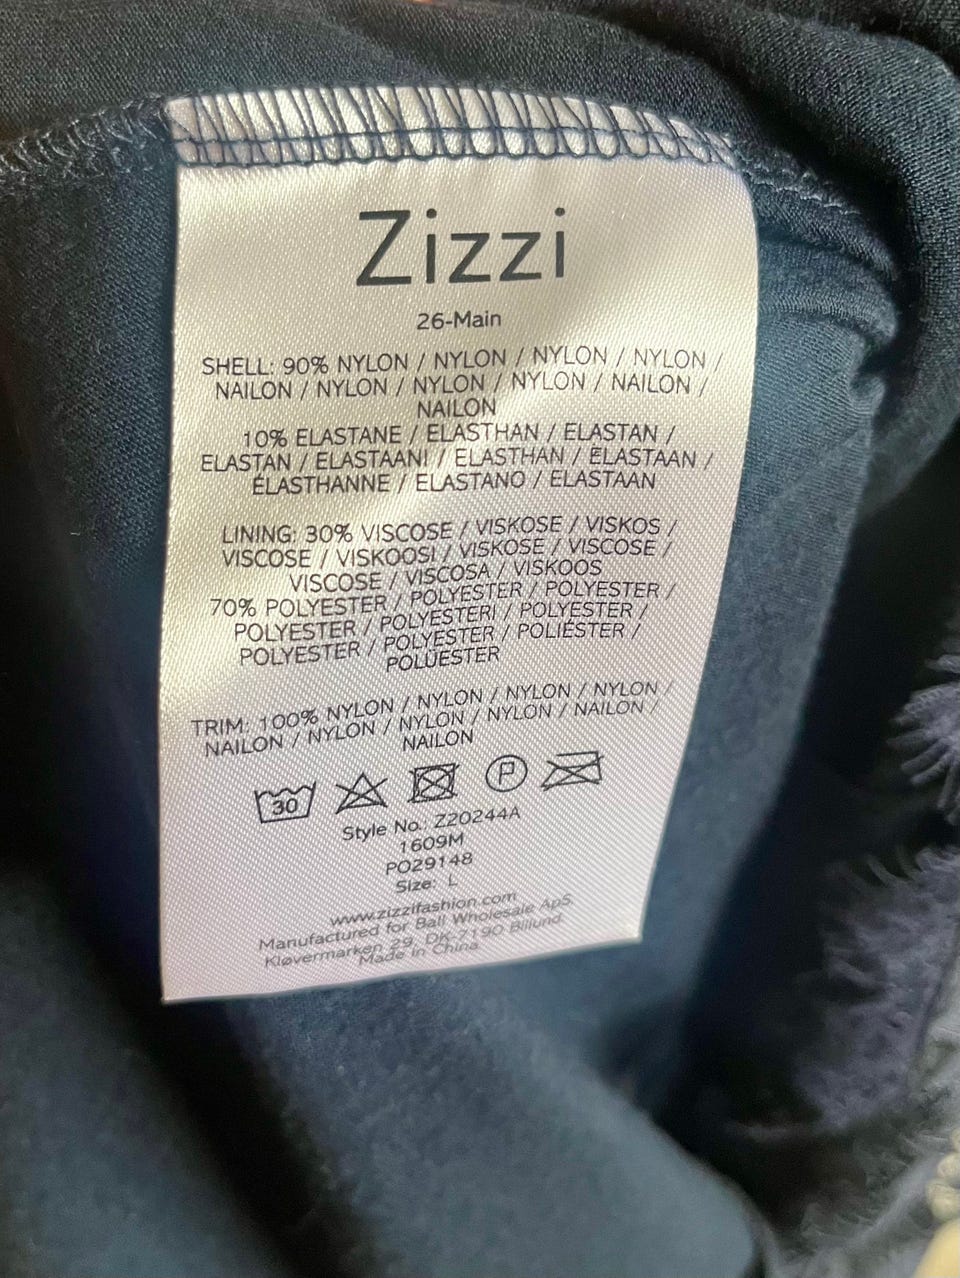 Zizzi
26-Main
SHELL: 90% NYLON / NYLON / NYLON / NYLON /
NAILON / NYLON / NYLON / NYLON / NAILON /
NAILON
10% ELASTANE / ELASTHAN / ELASTAN /
ELASTAN / ELASTAANI / ELASTHAN / ELASTAAN /
ÉLASTHANNE / ELASTANO / ELASTAAN
LINING: 30% VISCOSE / VISKOSE / VISKOS /
VISCOSE / VISKOOSI / VISKOSE / VISCOSE /
VISCOSE / VISCOSA / VISKOOS
70% POLYESTER / POLYESTER / POLYESTER /
POLYESTER / POLYESTERI / POLYESTER /
POLYESTER / POLYESTER / POLIÉSTER /
POLÜESTER
TRIM: 100% NYLON / NYLON / NYLON / NYLON /
NAILON / NYLON / NYLON / NYLON / NAILON /
NAILON
30 P
Style No.: Z20244A
1609M
PO29148
Size: L
www.zizzifashion.com
Manufactured for Ball Wholesale ApS
Kløvermarken 29, DK-7190 Billund
Made in China